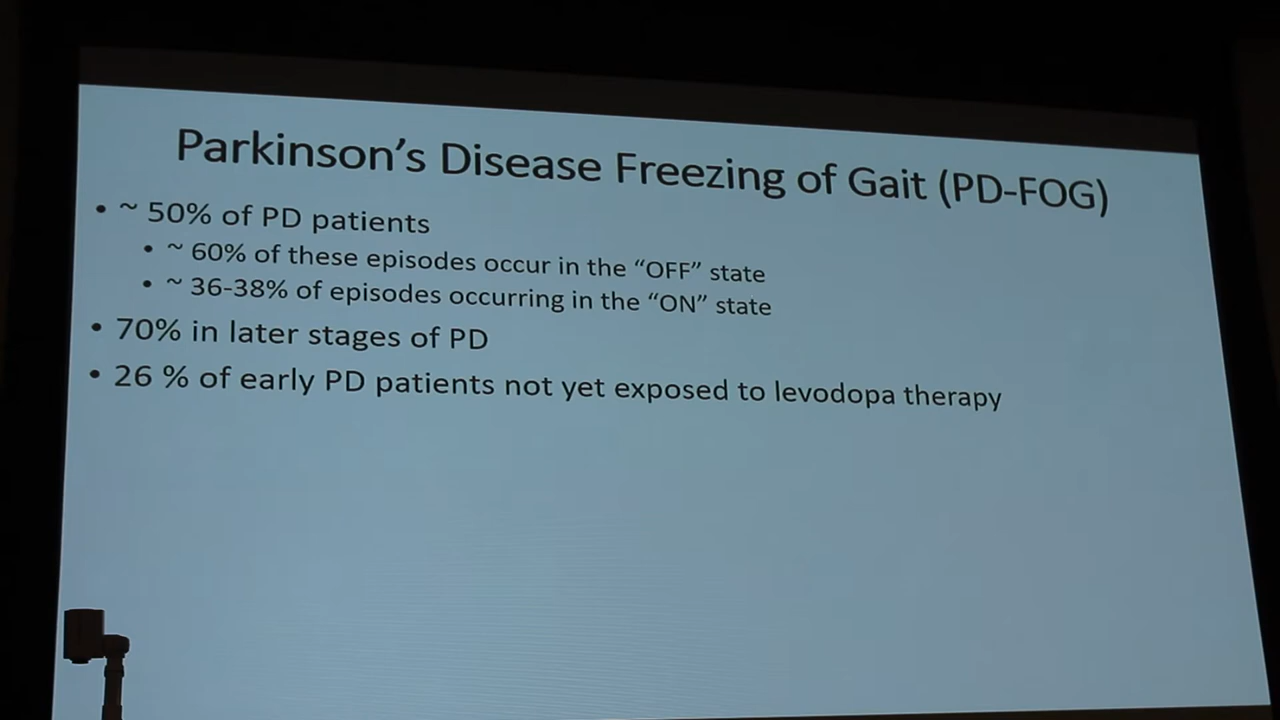 Parkinson's Disease Freezing of Gait (PD-FOG)
• ~ 50% of PD patients
• ~ 60% of these episodes occur in the “OFF” state
• ~ 36-38% of episodes occurring in the “ON” state
• 70% in later stages of PD
• 26 % of early PD patients not yet exposed to levodopa therapy